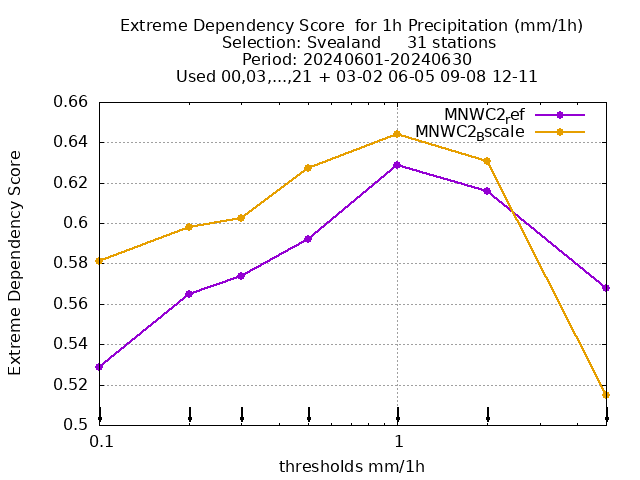 Extreme Dependency Score  for 1h Precipitation (mm/1h)
Selection: Svealand     31 stations
Period: 20240601-20240630
Used 00,03,...,21 + 03-02 06-05 09-08 12-11
MNWC2ref
MNWC2Bscale
Extreme Dependency Score
0.66
0.64
0.62
0.6
0.58
0.56
0.54
0.52
0.5
0.1
1
thresholds mm/1h